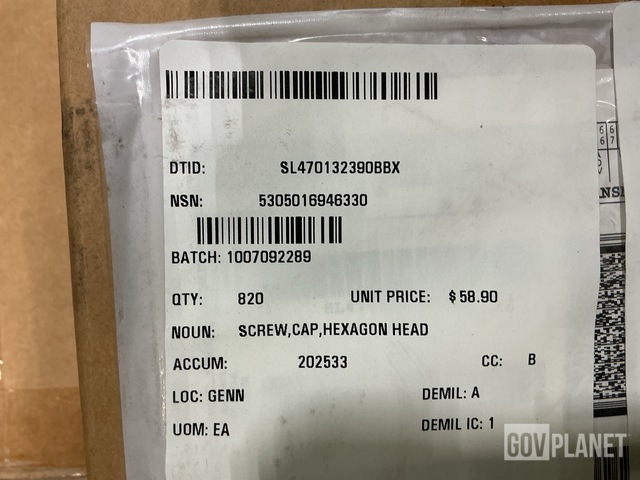 DTID: SL470132390BBX
NSN: 5305016946330
BATCH: 1007092289
QTY: 820 UNIT PRICE: $58.90
NOUN: SCREW,CAP,HEXAGON HEAD
ACCUM: 202533 CC: B
LOC: GENN DEMIL: A
UOM: EA DEMIL IC: 1
GOVPLANET